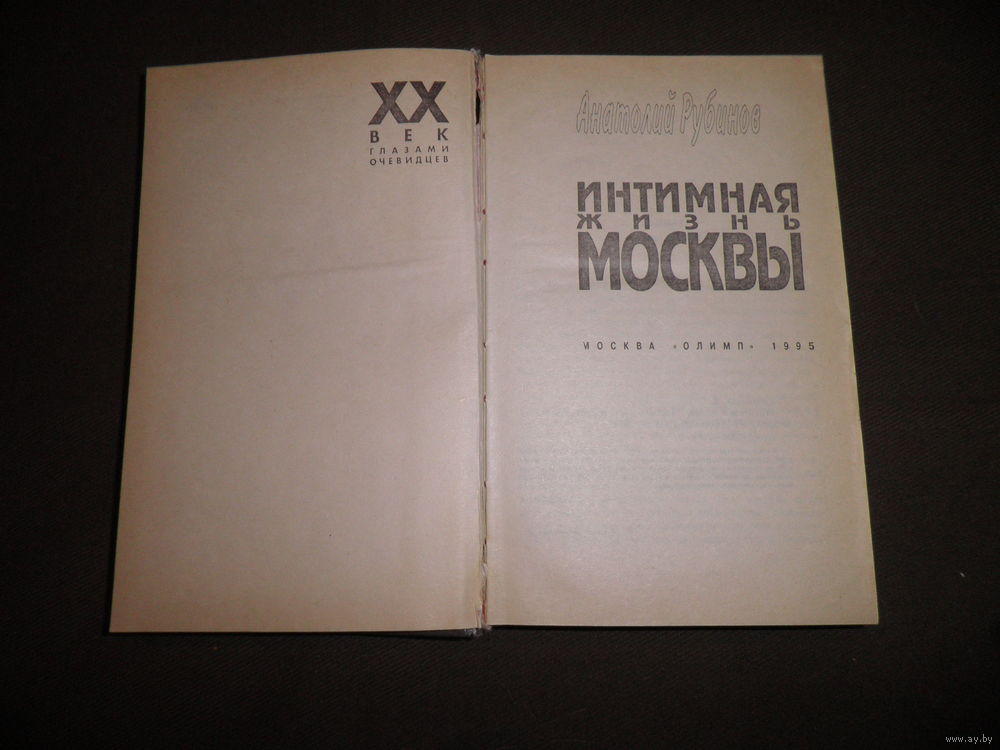 XX
ВЕК
ГЛАЗАМИ
ОЧЕВИДЦЕВ
Анатолий Рубинов
ИНТИМНАЯ
ЖИЗНЬ
МОСКВЫ
МОСКВА «ОЛИМП» 1995
www.ay.by